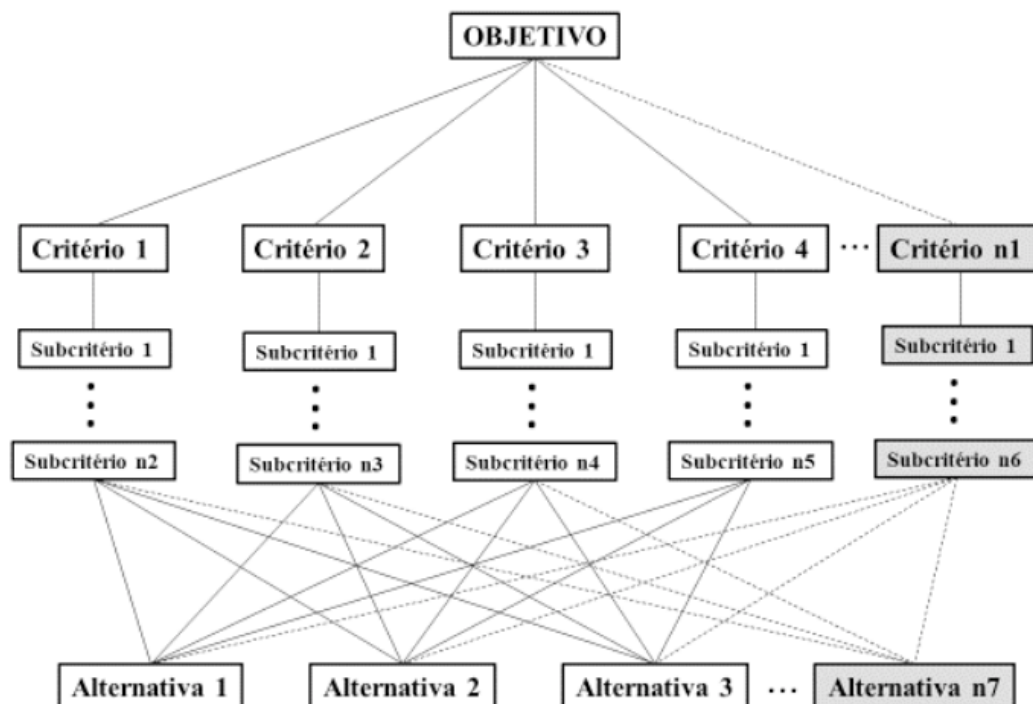 OBJETIVO
Critério 1 Critério 2 Critério 3 Critério 4 ... Critério n1
Subcritério 1 Subcritério 1 Subcritério 1 Subcritério 1 Subcritério 1
Subcritério n2 Subcritério n3 Subcritério n4 Subcritério n5 Subcritério n6
Alternativa 1 Alternativa 2 Alternativa 3 ... Alternativa n7